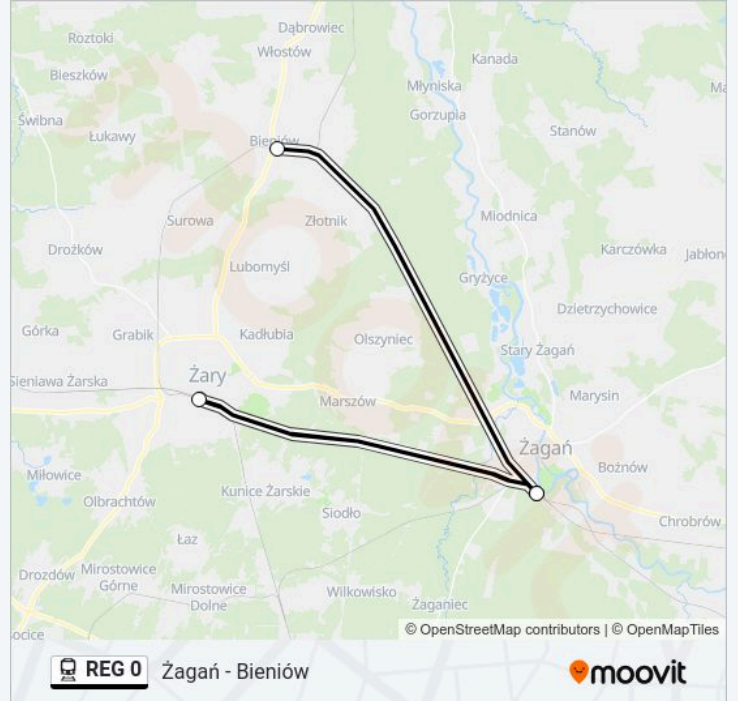 Dąbrowiec
Roztoki
Włostów
Kanada
Bieszków
Młyniska
Świbna
Gorzupia
Łukawy
Bieniów
Stanów
Surowa
Złotnik
Miodnica
Drożków
Karczówka
Lubomyśl
Gryżyce
Dzietrzychowice
Górka
Grabik
Kadłubia
Olszyniec
Stary Żagań
Żary
Sieniawa Żarska
Marszów
Marysin
Żagań
Bożnów
Miłowice
Kunice Żarskie
Olbrachtów
Siodło
Chrobrów
Łaz
Drozdów
Mirostowice
Górne
Mirostowice
Dolne
Wilkowisko
Żaganiec
© OpenStreetMap contributors | © OpenMapTiles
REG 0 Żagań - Bieniów
moovit